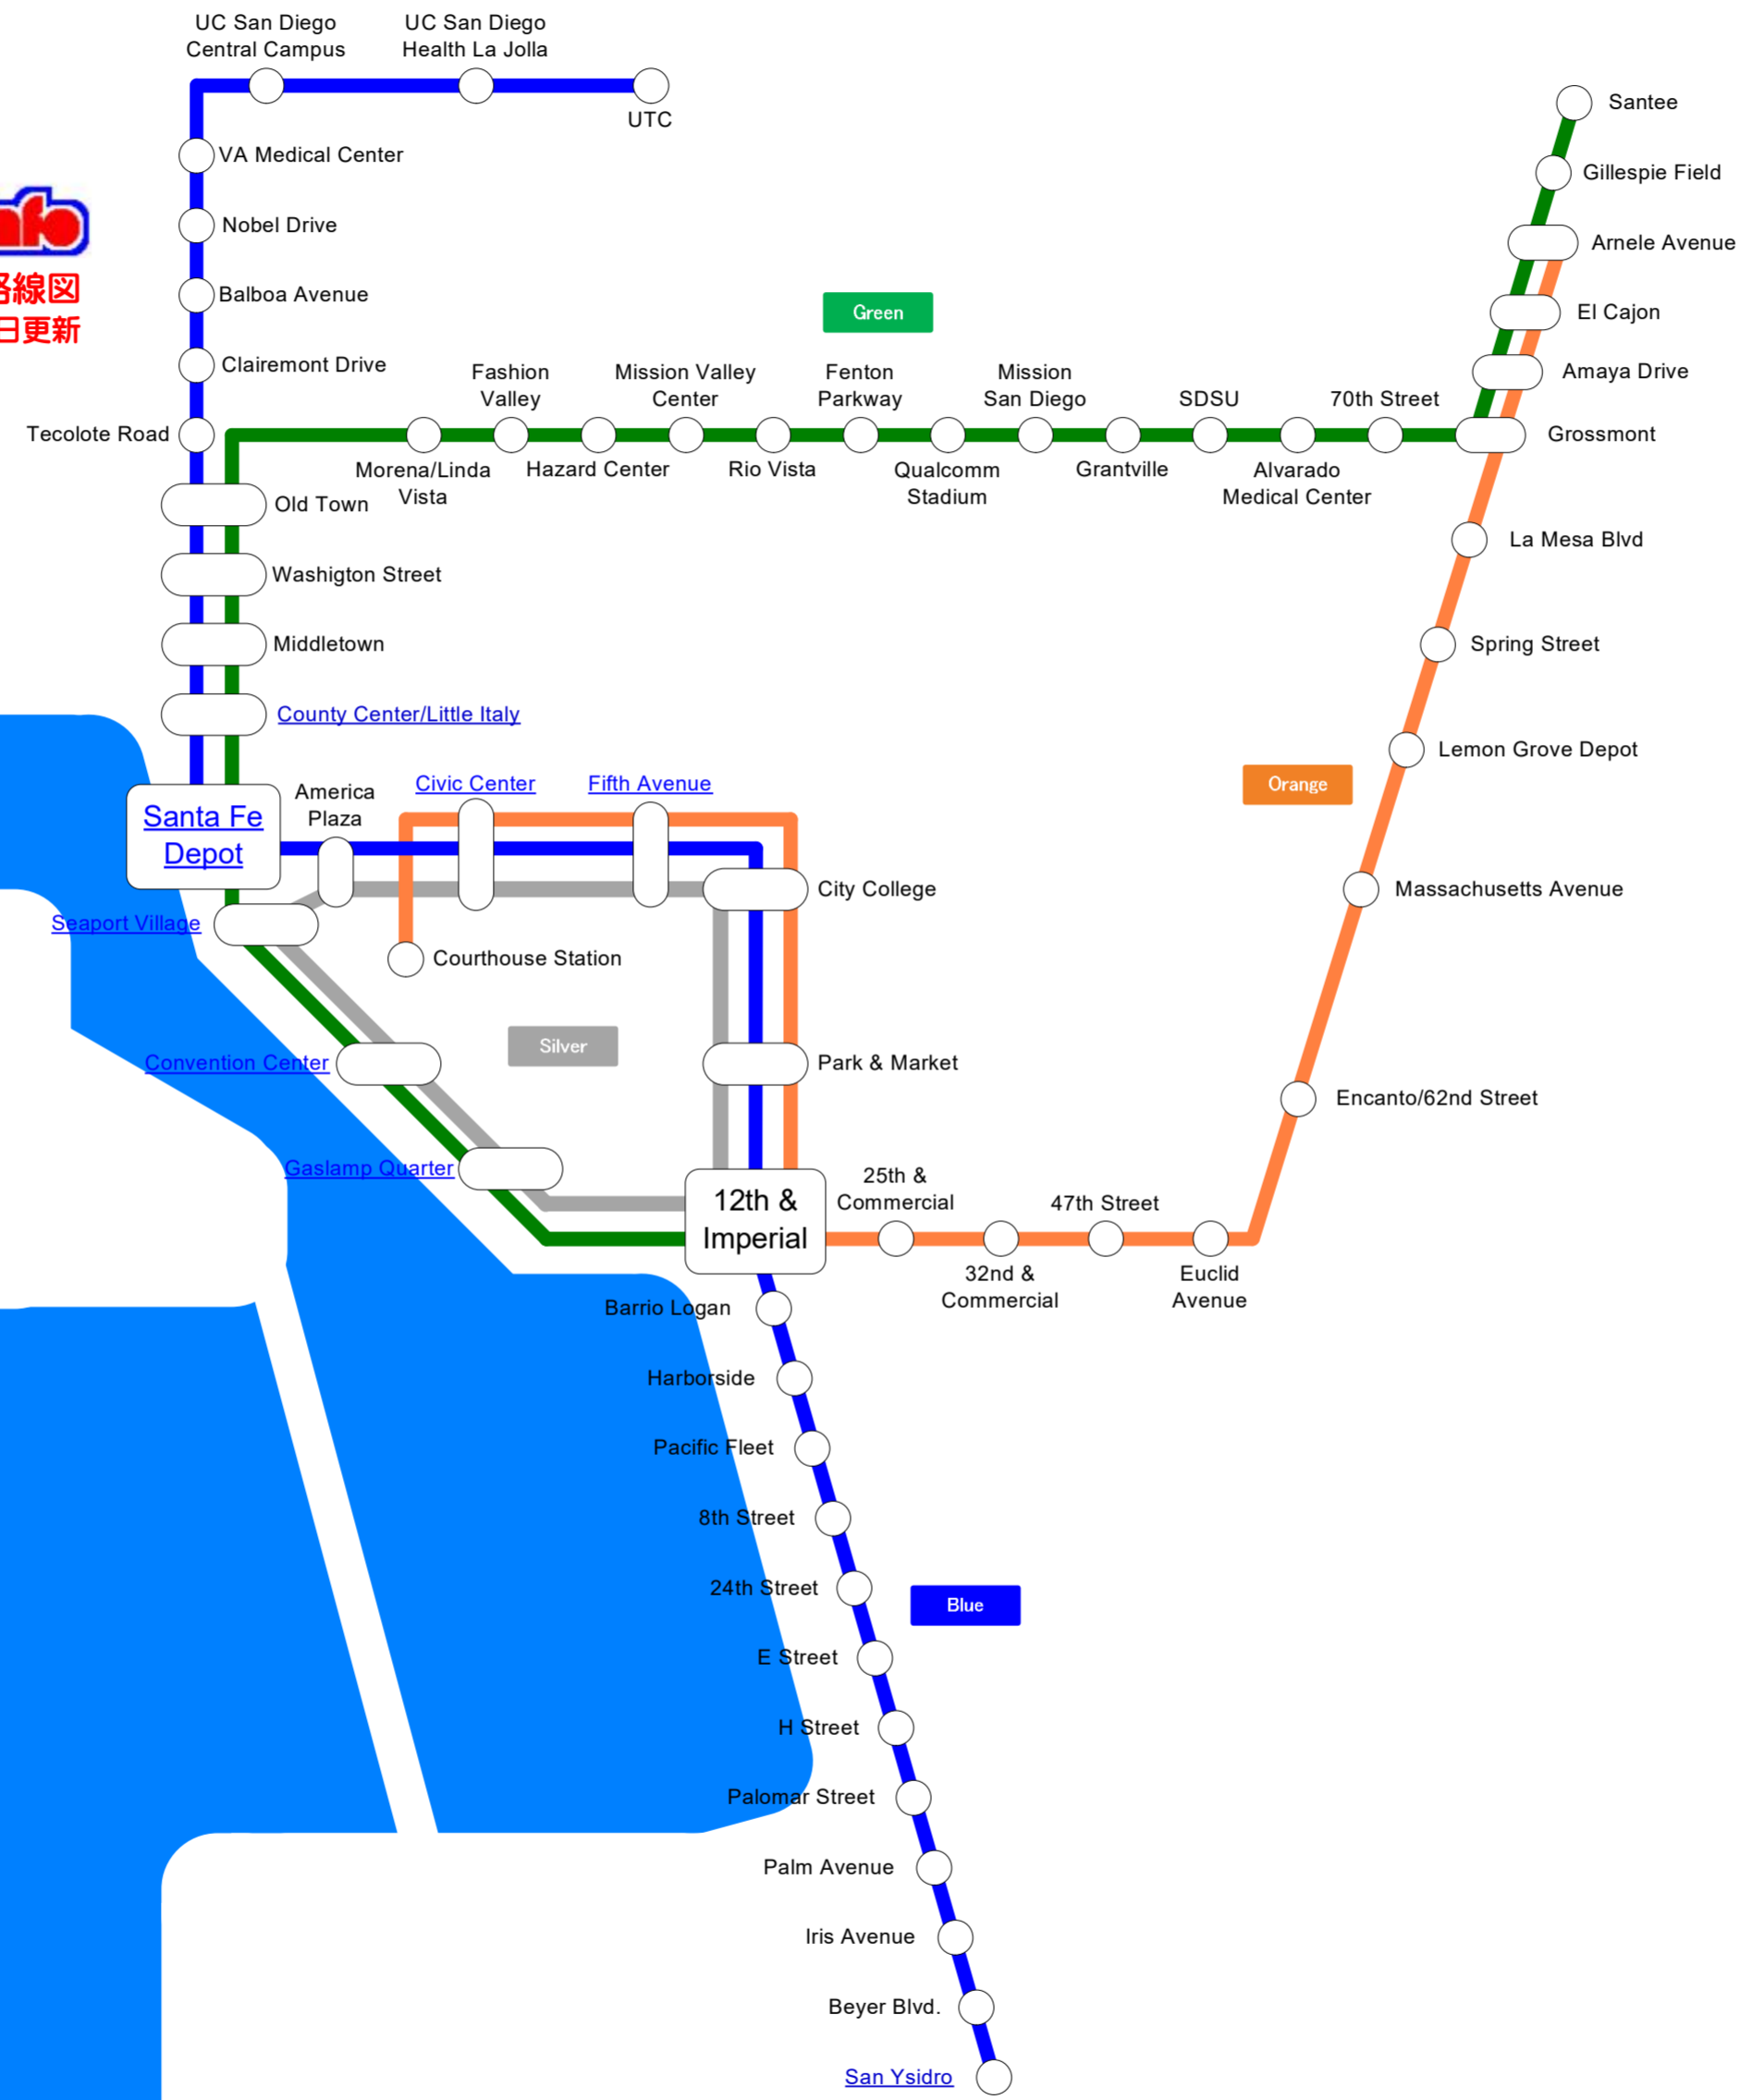 UC San Diego
Central Campus
UC San Diego
Health La Jolla
UTC
Santee
VA Medical Center
Gillespie Field
Nobel Drive
Arnele Avenue
路線図
日更新
Balboa Avenue
Green
El Cajon
Clairemont Drive
Fashion
Valley
Mission Valley
Center
Fenton
Parkway
Mission
San Diego
SDSU
70th Street
Amaya Drive
Tecolote Road
Grossmont
Morena/Linda
Vista
Hazard Center
Rio Vista
Qualcomm
Stadium
Grantville
Alvarado
Medical Center
Old Town
La Mesa Blvd
Washigton Street
Middletown
Spring Street
County Center/Little Italy
Lemon Grove Depot
Santa Fe
Depot
America
Plaza
Civic Center
Fifth Avenue
Orange
City College
Massachusetts Avenue
Seaport Village
Courthouse Station
Silver
Convention Center
Park & Market
Encanto/62nd Street
Gaslamp Quarter
12th &
Imperial
25th &
Commercial
47th Street
32nd &
Commercial
Euclid
Avenue
Barrio Logan
Harborside
Pacific Fleet
8th Street
24th Street
Blue
E Street
H Street
Palomar Street
Palm Avenue
Iris Avenue
Beyer Blvd.
San Ysidro